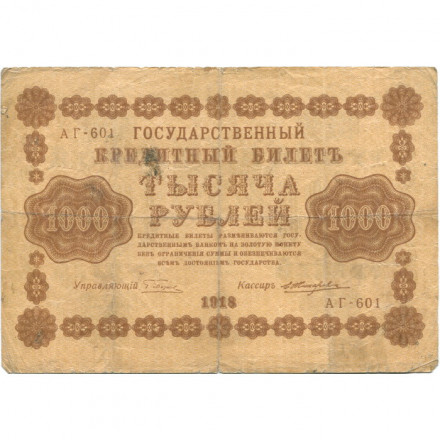 АГ-601
ГОСУДАРСТВЕННЫЙ
КРЕДИТНЫЙ БИЛЕТЪ
ТЫСЯЧА
РУБЛЕЙ
1000
1000
КРЕДИТНЫЕ БИЛЕТЫ РАЗМѢНИВАЮТСЯ ГОСУ-
ДАРСТВЕННЫМЪ БАНКОМЪ НА ЗОЛОТУЮ МОНЕТУ
БЕЗЪ ОГРАНИЧЕНІЯ СУММЫ И ОБЕЗПЕЧИВАЮТСЯ
ВСѢМЪ ДОСТОЯНІЕМЪ ГОСУДАРСТВА.
Управляющій
Кассиръ
1918
АГ-601